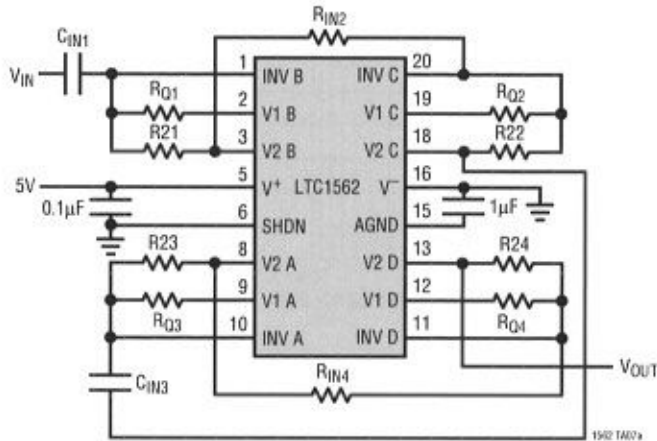 RIN2
CIN1
VIN
1 INV B INV C 20
RQ1 2 V1 B V1 C 19 RQ2
R21 3 V2 B V2 C 18 R22
5V 5 V+ LTC1562 V− 16
0.1µF 1µF
6 SHDN AGND 15
R23 8 V2 A V2 D 13 R24
9 V1 A V1 D 12
RQ3 10 INV A INV D 11 RQ4
CIN3 RIN4 VOUT
1562 TA07a